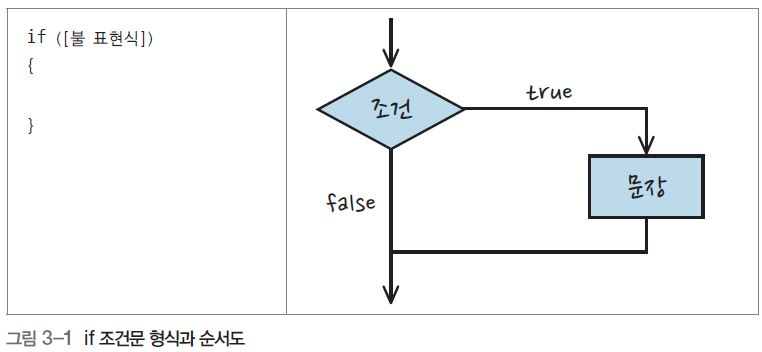 if ([불 표현식])
{
}
조건
true
false
문장
그림 3-1 if 조건문 형식과 순서도